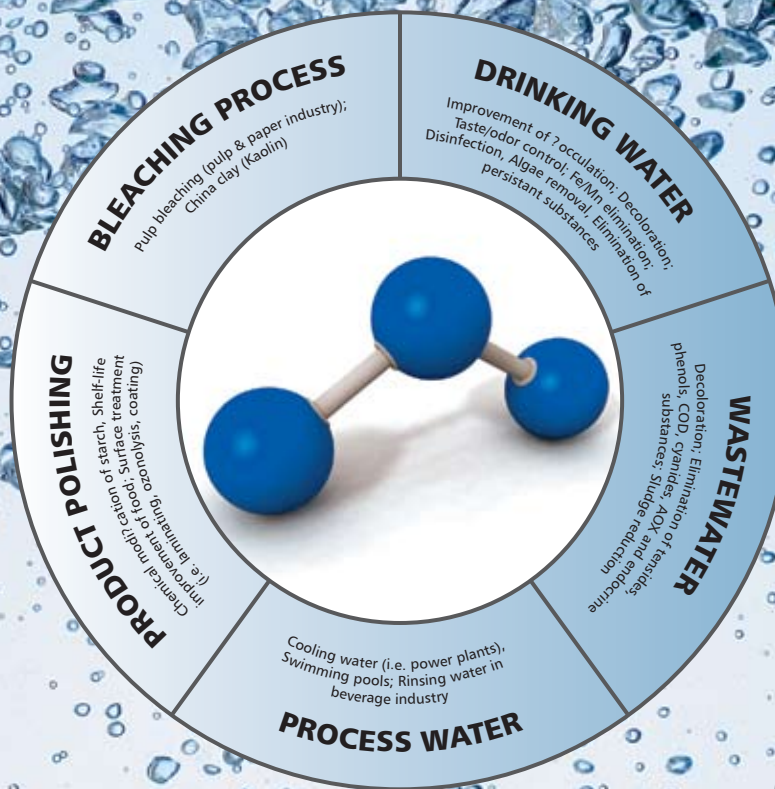 BLEACHING PROCESS
Pulp bleaching (pulp & paper industry);
China clay (Kaolin)
DRINKING WATER
Improvement of ?occulation; Decoloration;
Taste/odor control; Fe/Mn elimination;
Disinfection, Algae removal, Elimination of
persistant substances
WASTEWATER
Decoloration; Elimination of tensides,
phenols, COD, cyanides, AOX and endocrine
substances; Sludge reduction
Cooling water (i.e. power plants),
Swimming pools; Rinsing water in
beverage industry
PROCESS WATER
PRODUCT POLISHING
Chemical modi?cation of starch, Shelf-life
improvement of food; Surface treatment
(i.e. laminating, ozonolysis, coating)